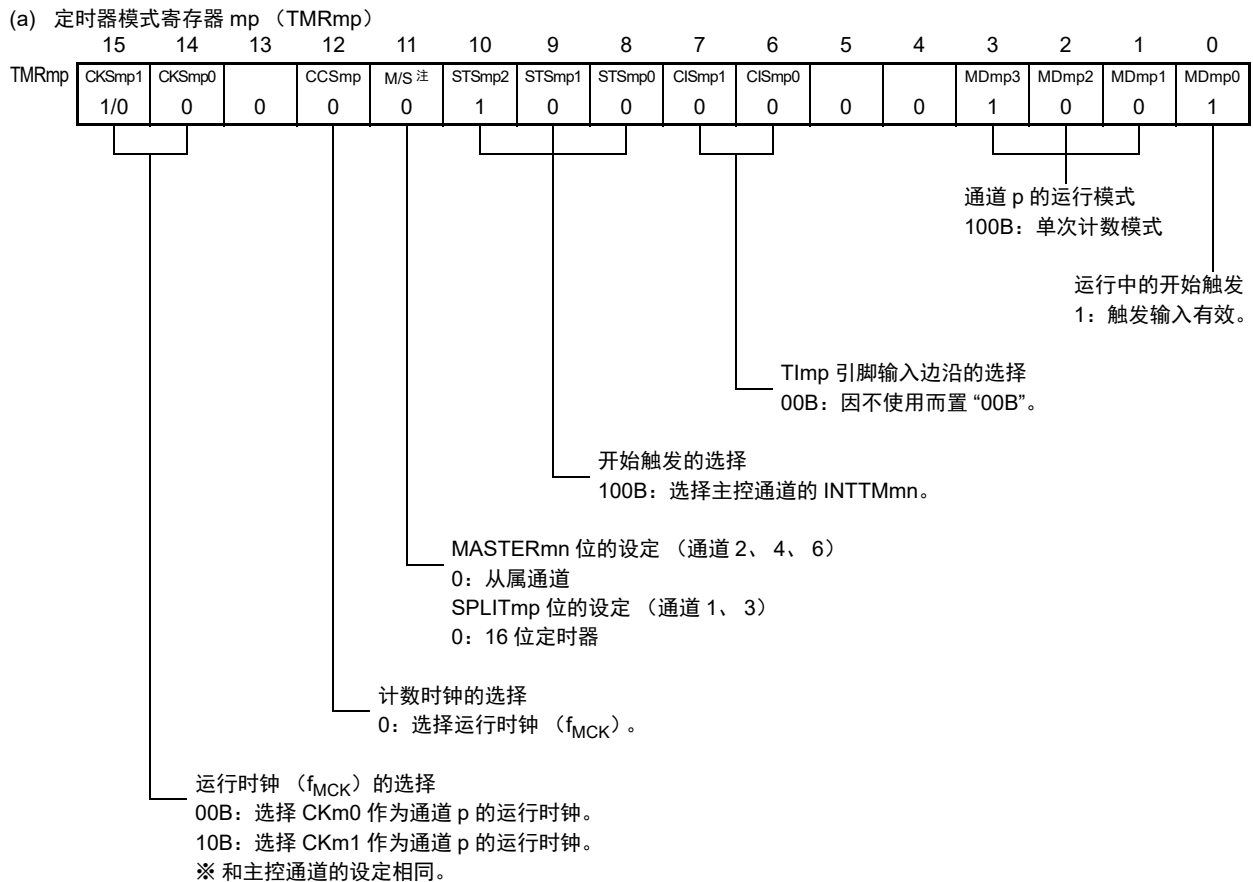 (a) 定时器模式寄存器 mp （TMRmp）
15 14 13 12 11 10 9 8 7 6 5 4 3 2 1 0
TMRmp CKSmp1 CKSmp0 CCSmp M/S 注 STSmp2 STSmp1 STSmp0 CISmp1 CISmp0 MDmp3 MDmp2 MDmp1 MDmp0
1/0 0 0 0 0 1 0 0 0 0 0 0 1 0 0 1
通道 p 的运行模式
100B：单次计数模式
运行中的开始触发
1：触发输入有效。
TImp 引脚输入边沿的选择
00B：因不使用而置 “00B”。
开始触发的选择
100B：选择主控通道的 INTTMmn。
MASTERmn 位的设定 （通道 2、 4、 6）
0：从属通道
SPLITmp 位的设定 （通道 1、 3）
0：16 位定时器
计数时钟的选择
0：选择运行时钟 （fMCK）。
运行时钟 （fMCK）的选择
00B：选择 CKm0 作为通道 p 的运行时钟。
10B：选择 CKm1 作为通道 p 的运行时钟。
※ 和主控通道的设定相同。